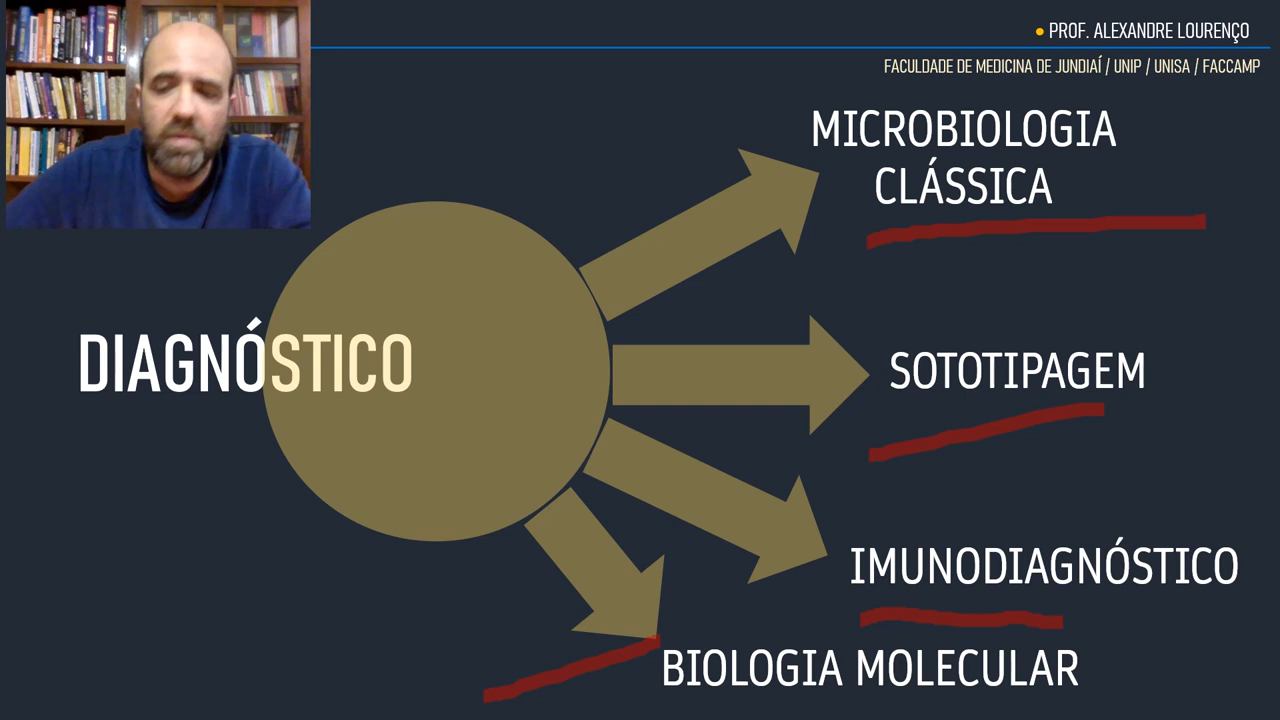 PROF. ALEXANDRE LOURENÇO
FACULDADE DE MEDICINA DE JUNDIAÍ / UNIP / UNISA / FACCAMP
MICROBIOLOGIA
CLÁSSICA
DIAGNÓSTICO
SOTOTIPAGEM
IMUNODIAGNÓSTICO
BIOLOGIA MOLECULAR